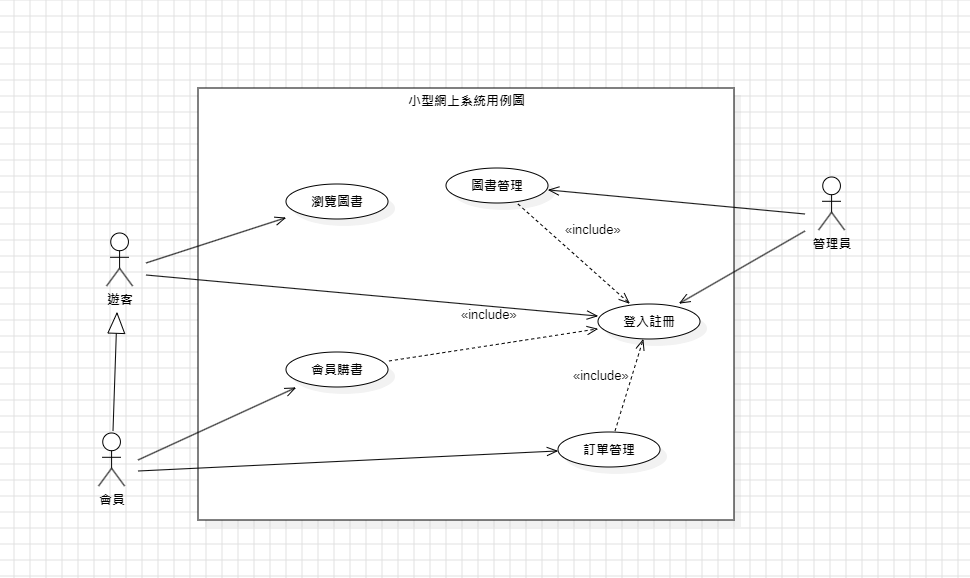 小型網上系統用例圖
瀏覽圖書
圖書管理
«include»
管理員
遊客
«include»
登入註冊
會員購書
«include»
訂單管理
會員